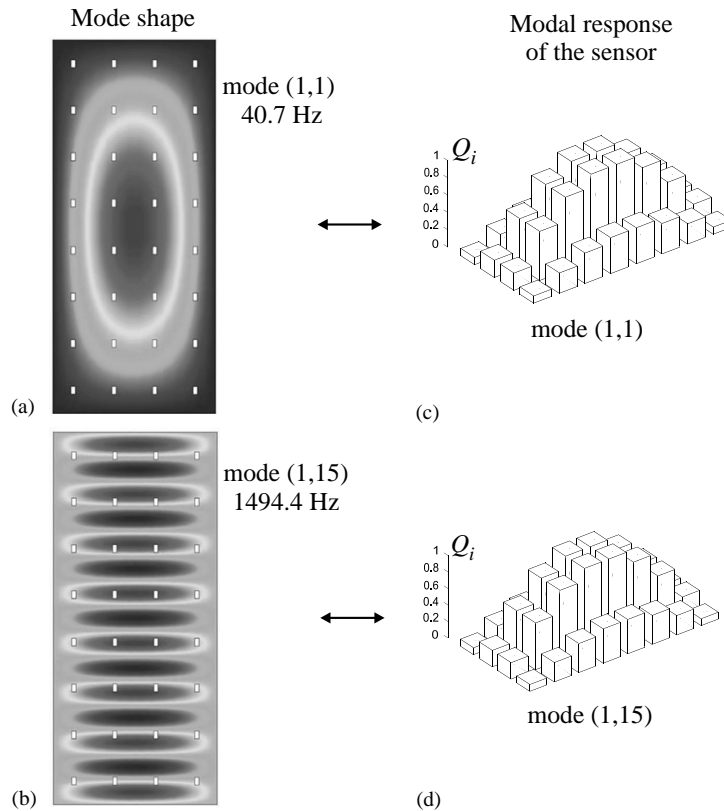 Mode shape
Modal response
of the sensor
mode (1,1)
40.7 Hz
Q_i
1
0.8
0.6
0.4
0.2
0
mode (1,1)
(a)
(c)
mode (1,15)
1494.4 Hz
Q_i
1
0.8
0.6
0.4
0.2
0
mode (1,15)
(b)
(d)